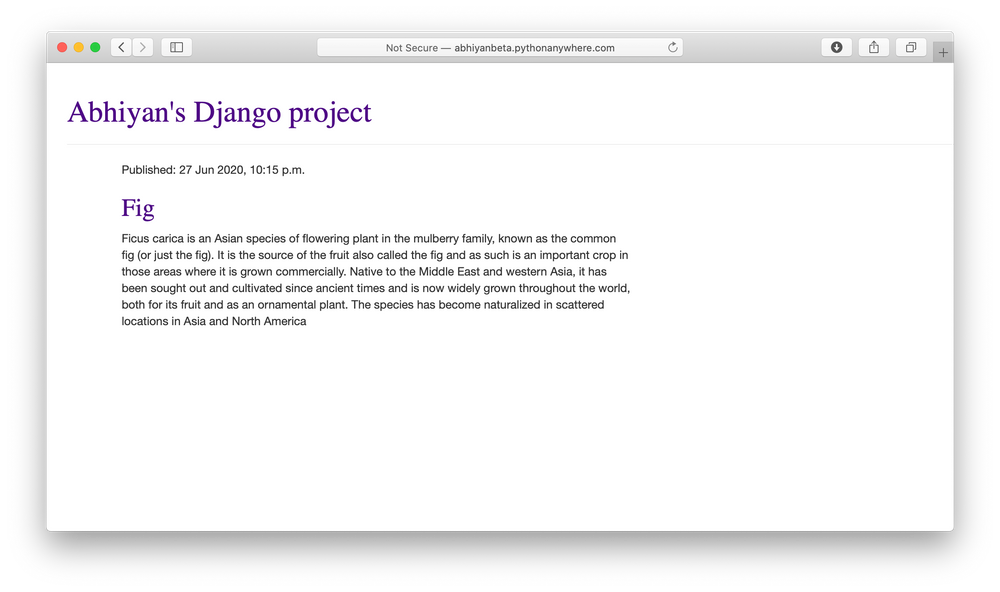 Not Secure — abhiyanbeta.pythonanywhere.com
Abhiyan's Django project
Published: 27 Jun 2020, 10:15 p.m.
Fig
Ficus carica is an Asian species of flowering plant in the mulberry family, known as the common
fig (or just the fig). It is the source of the fruit also called the fig and as such is an important crop in
those areas where it is grown commercially. Native to the Middle East and western Asia, it has
been sought out and cultivated since ancient times and is now widely grown throughout the world,
both for its fruit and as an ornamental plant. The species has become naturalized in scattered
locations in Asia and North America